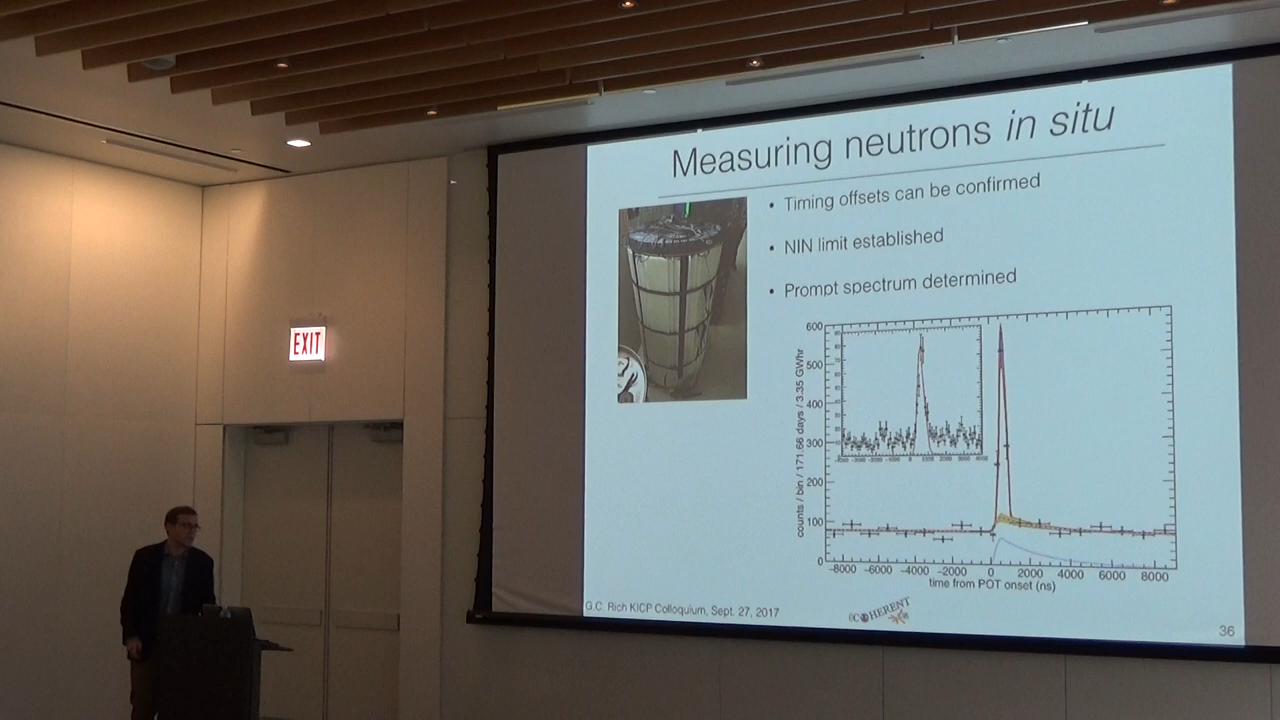 EXIT
Measuring neutrons in situ
• Timing offsets can be confirmed
• NIN limit established
• Prompt spectrum determined
counts / bin / 171.66 days / 3.35 GWhr
600
500
400
300
200
100
0
−8000 −6000 −4000 −2000 0 2000 4000 6000 8000
time from POT onset (ns)
G.C. Rich KICP Colloquium, Sept. 27, 2017
COHERENT
36